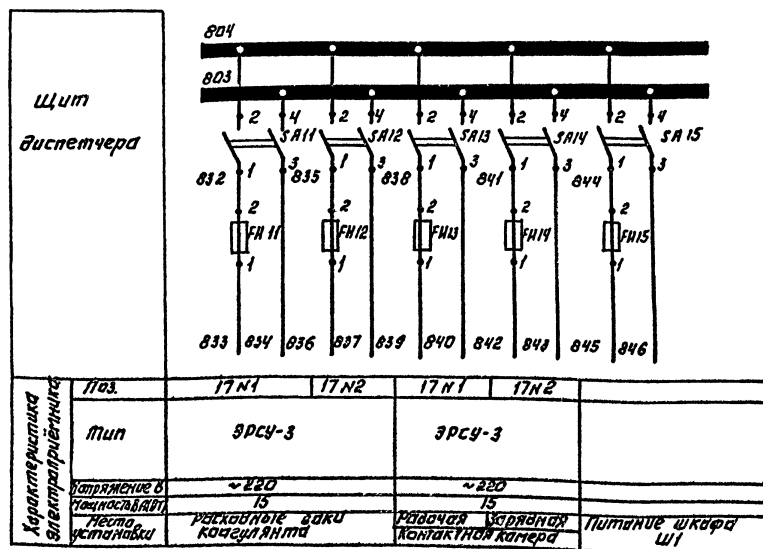 804
803
Щит
диспетчера
2 4 2 4 2 4 2 4 2 4
SA11 SA12 SA13 SA14 SA15
1 3 1 3 1 3 1 3 1 3
832 835 838 841 844
2 2 2 2 2
FU11 FU12 FU13 FU14 FU15
1 1 1 1 1
833 834 836 837 839 840 842 843 845 846
Характеристика
электроприёмника
Поз. 17N1 17N2 17N1 17N2
Тип ЭРСУ-3 ЭРСУ-3
Напряжение В ~220 ~220
Мощность 15 15
Место
установки
Расходные баки
коагулянта
Рабочая Зарядная
Контактная камера
Питание шкафа
Ш1